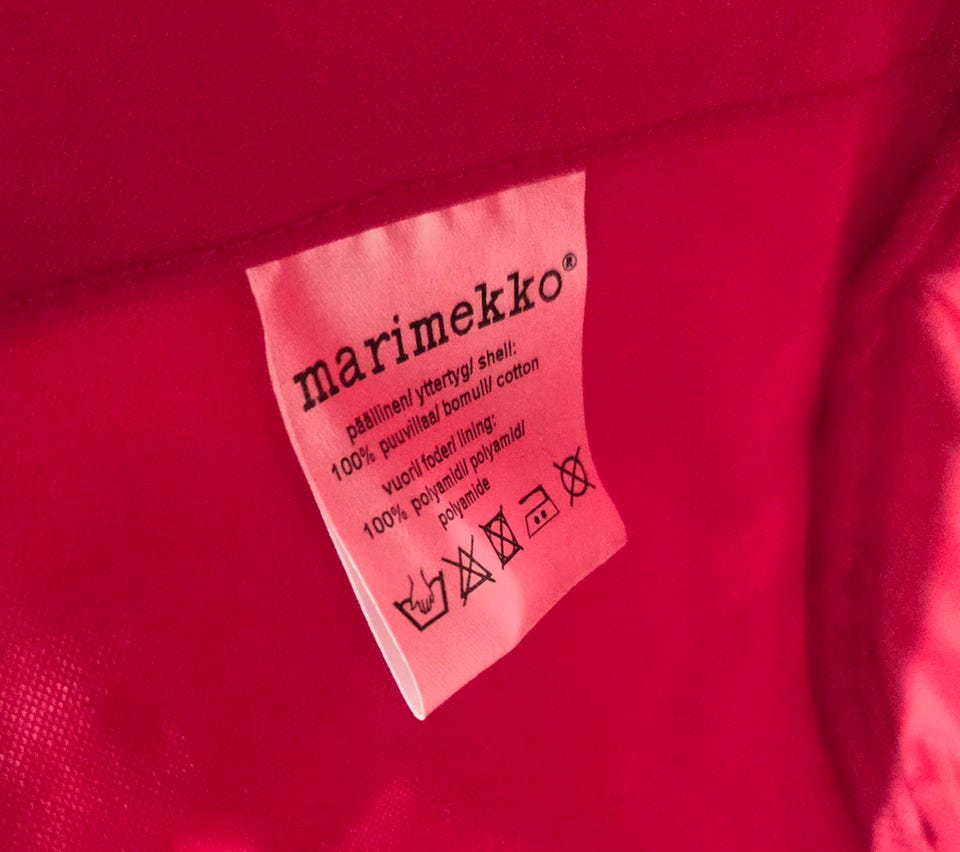 marimekko®
päällinen/ yttertyg/ shell:
100% puuvillaa/ bomull/ cotton
vuori/ foder/ lining:
100% polyamidi/ polyamid/
polyamide